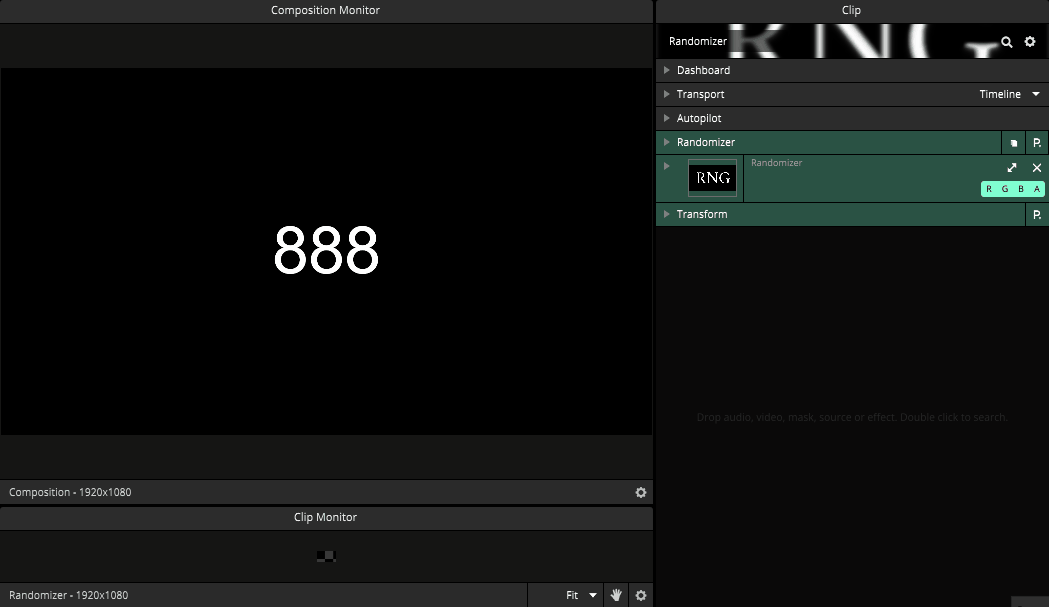 Composition Monitor
888
Composition - 1920x1080
Clip Monitor
Randomizer - 1920x1080
Fit
Clip
Randomizer
RNG
Dashboard
Transport
Timeline
Autopilot
Randomizer
P.
RNG
Randomizer
R G B A
Transform
P.
Drop audio, video, mask, source or effect. Double click to search.